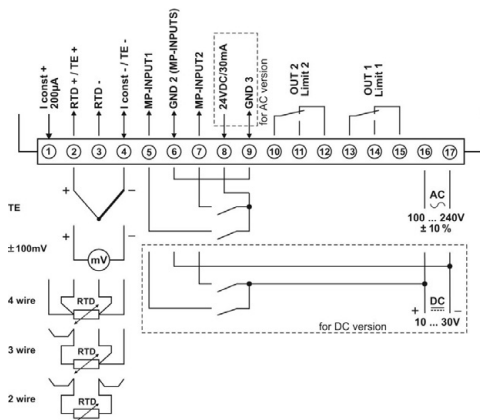 I const +
200µA
RTD + / TE +
RTD -
I const - / TE -
MP-INPUT1
GND 2 (MP-INPUTS)
MP-INPUT2
24VDC/30mA
GND 3
for AC version
OUT 2
Limit 2
OUT 1
Limit 1
1 2 3 4 5 6 7 8 9 10 11 12 13 14 15 16 17
TE
+ −
AC
100 ... 240V
± 10 %
±100mV
+ −
mV
4 wire
RTD
+ DC −
10 ... 30V
for DC version
3 wire
RTD
2 wire
RTD